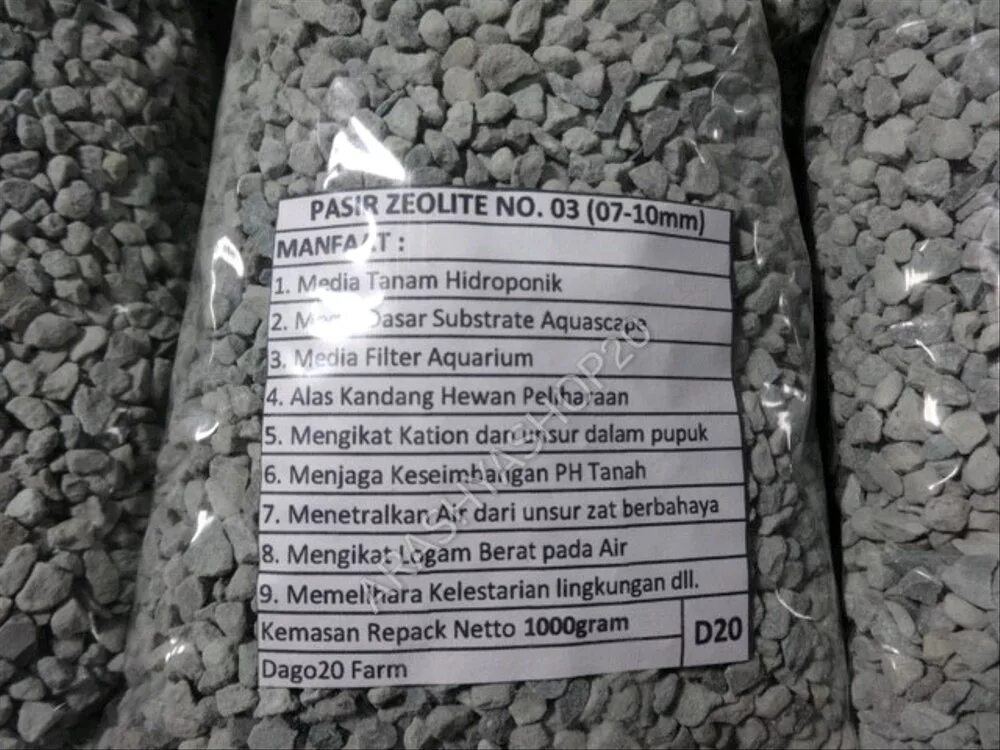 PASIR ZEOLITE NO. 03 (07-10mm)
MANFAAT :
1. Media Tanam Hidroponik
2. Dasar Substrate Aquascape
3. Media Filter Aquarium
4. Alas Kandang Hewan Peliharaan
5. Mengikat Kation dari unsur dalam pupuk
6. Menjaga Keseimbangan PH Tanah
7. Menetralkan Air dari unsur zat berbahaya
8. Mengikat Logam Berat pada Air
9. Memelihara Kelestarian lingkungan dll.
Kemasan Repack Netto 1000gram
D20
Dago20 Farm
ARASHYASHOP20